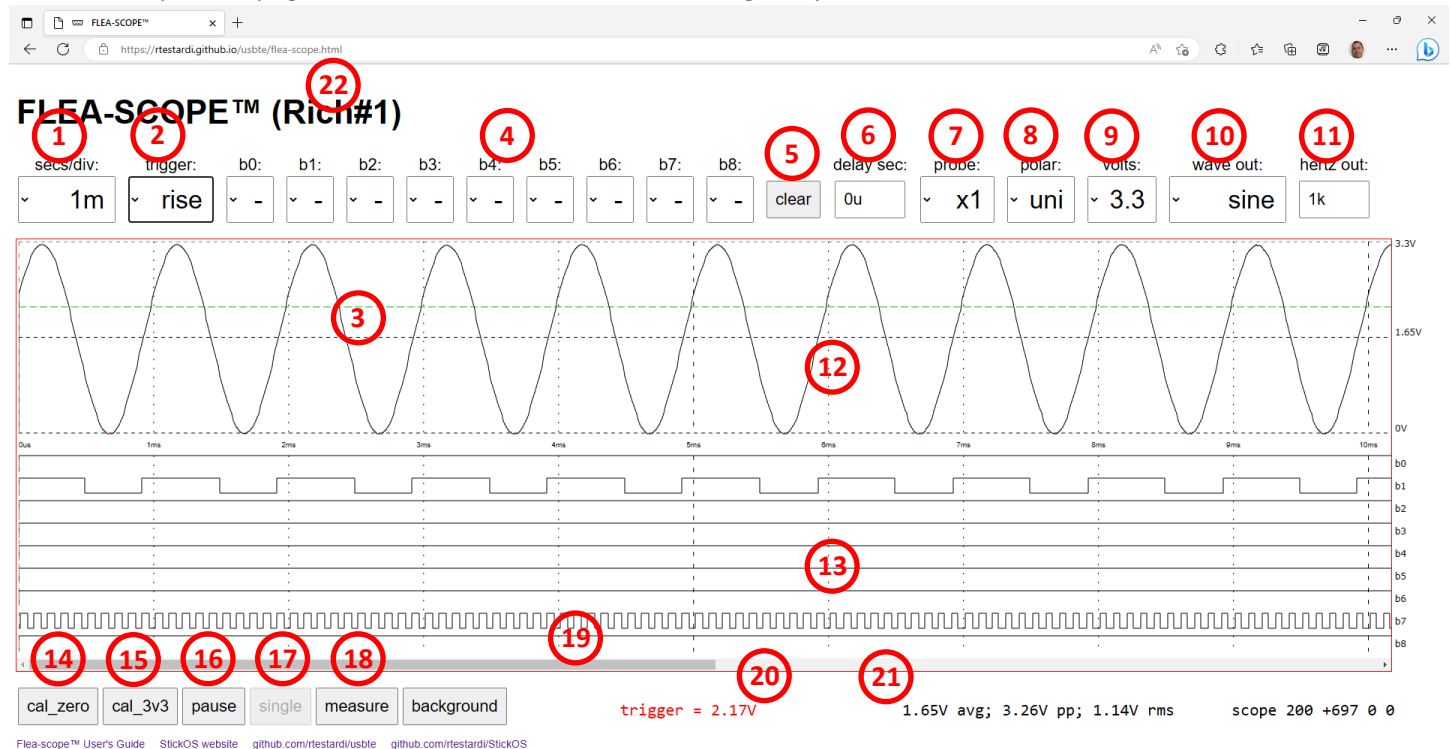 FLEA-SCOPE™
https://rtestardi.github.io/usbte/flea-scope.html
22
FLEA-SCOPE™ (Rich#1)
1 2 4 5 6 7 8 9 10 11
secs/div: trigger: b0: b1: b2: b3: b4: b5: b6: b7: b8: delay sec: probe: polar: volts: wave out: hertz out:
1m rise - - - - - - - - - clear 0u x1 uni 3.3 sine 1k
3.3V
3
1.65V
12
0V
0us 1ms 2ms 3ms 4ms 5ms 6ms 7ms 8ms 9ms 10ms
b0
b1
b2
b3
b4
13
b5
b6
b7
19
b8
14 15 16 17 18 20 21
cal_zero cal_3v3 pause single measure background trigger = 2.17V 1.65V avg; 3.26V pp; 1.14V rms scope 200 +697 0 0
Flea-scope™ User's Guide StickOS website github.com/rtestardi/usbte github.com/rtestardi/StickOS